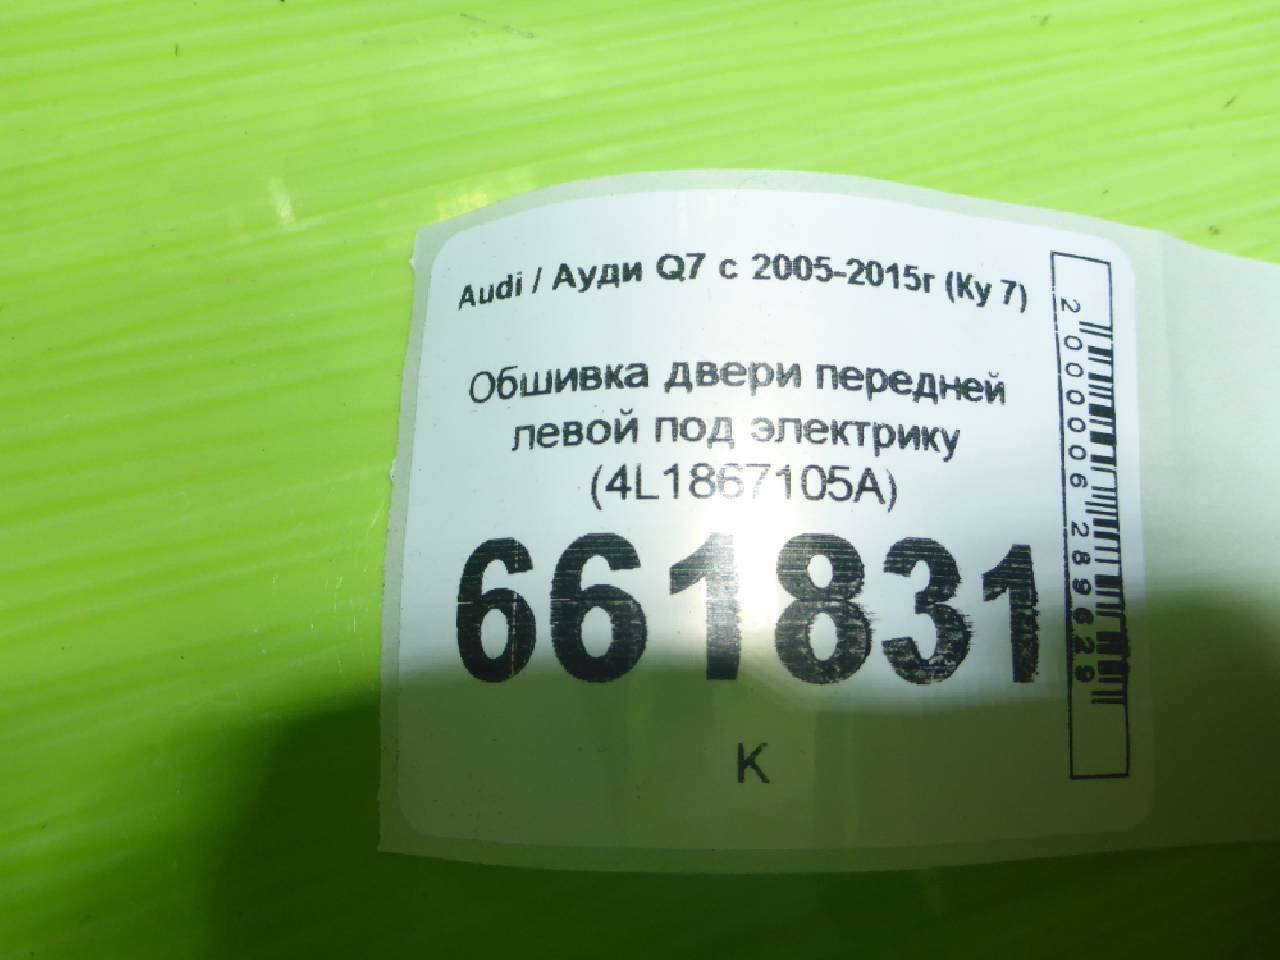 Audi / Ауди Q7 с 2005-2015г (Ку 7)
Обшивка двери передней
левой под электрику
(4L1867105A)
661831
К
2000006289629